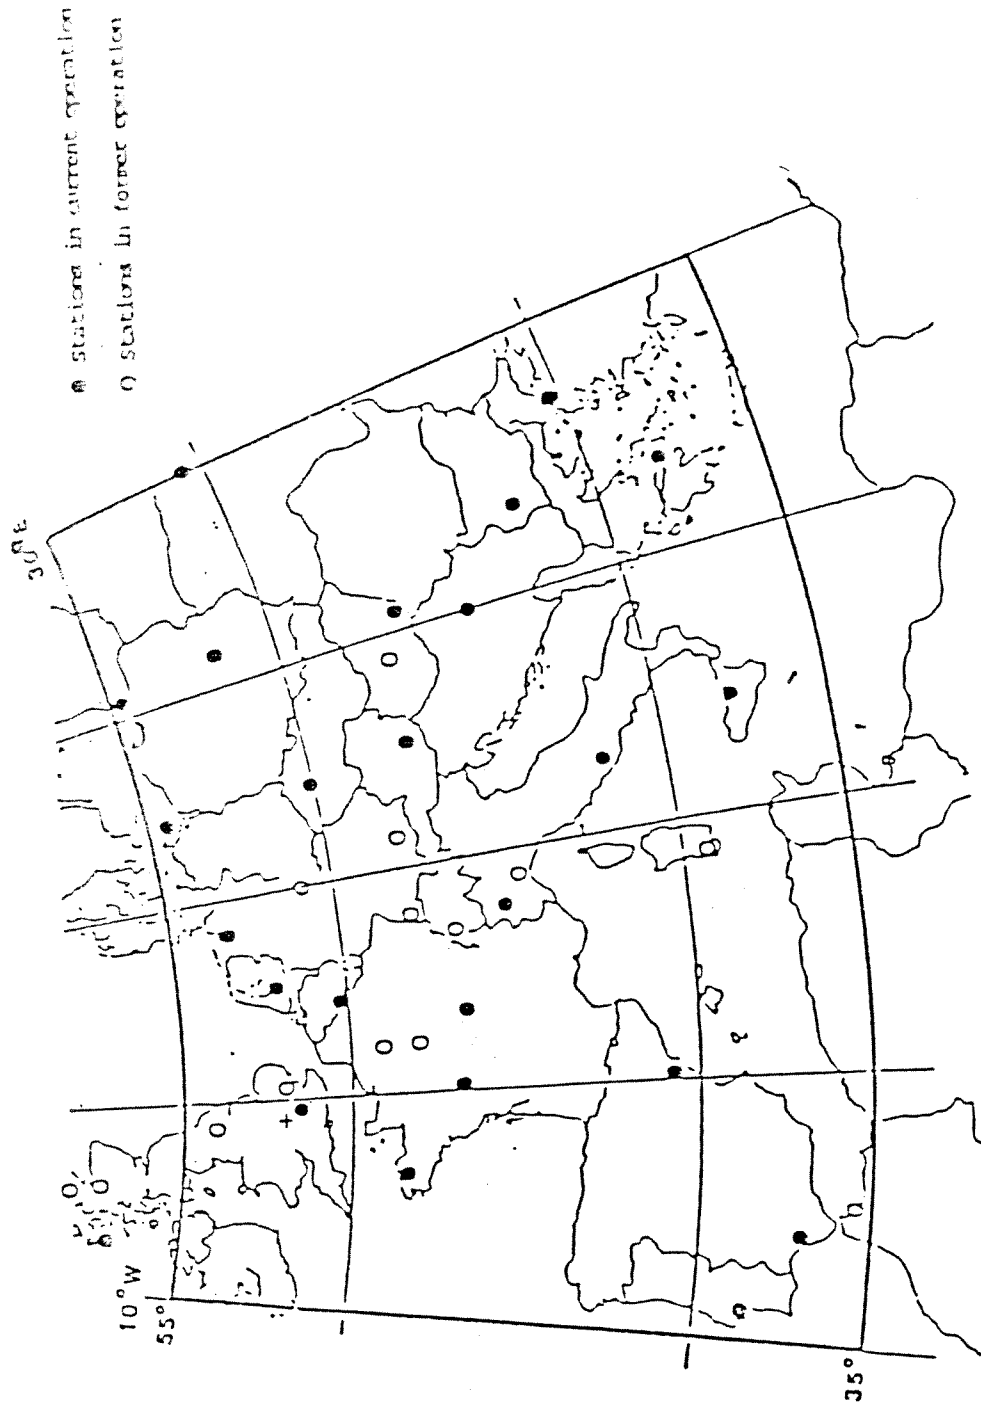 ● stations in current operation
O stations in former operation
30°E
10°W
55°
35°